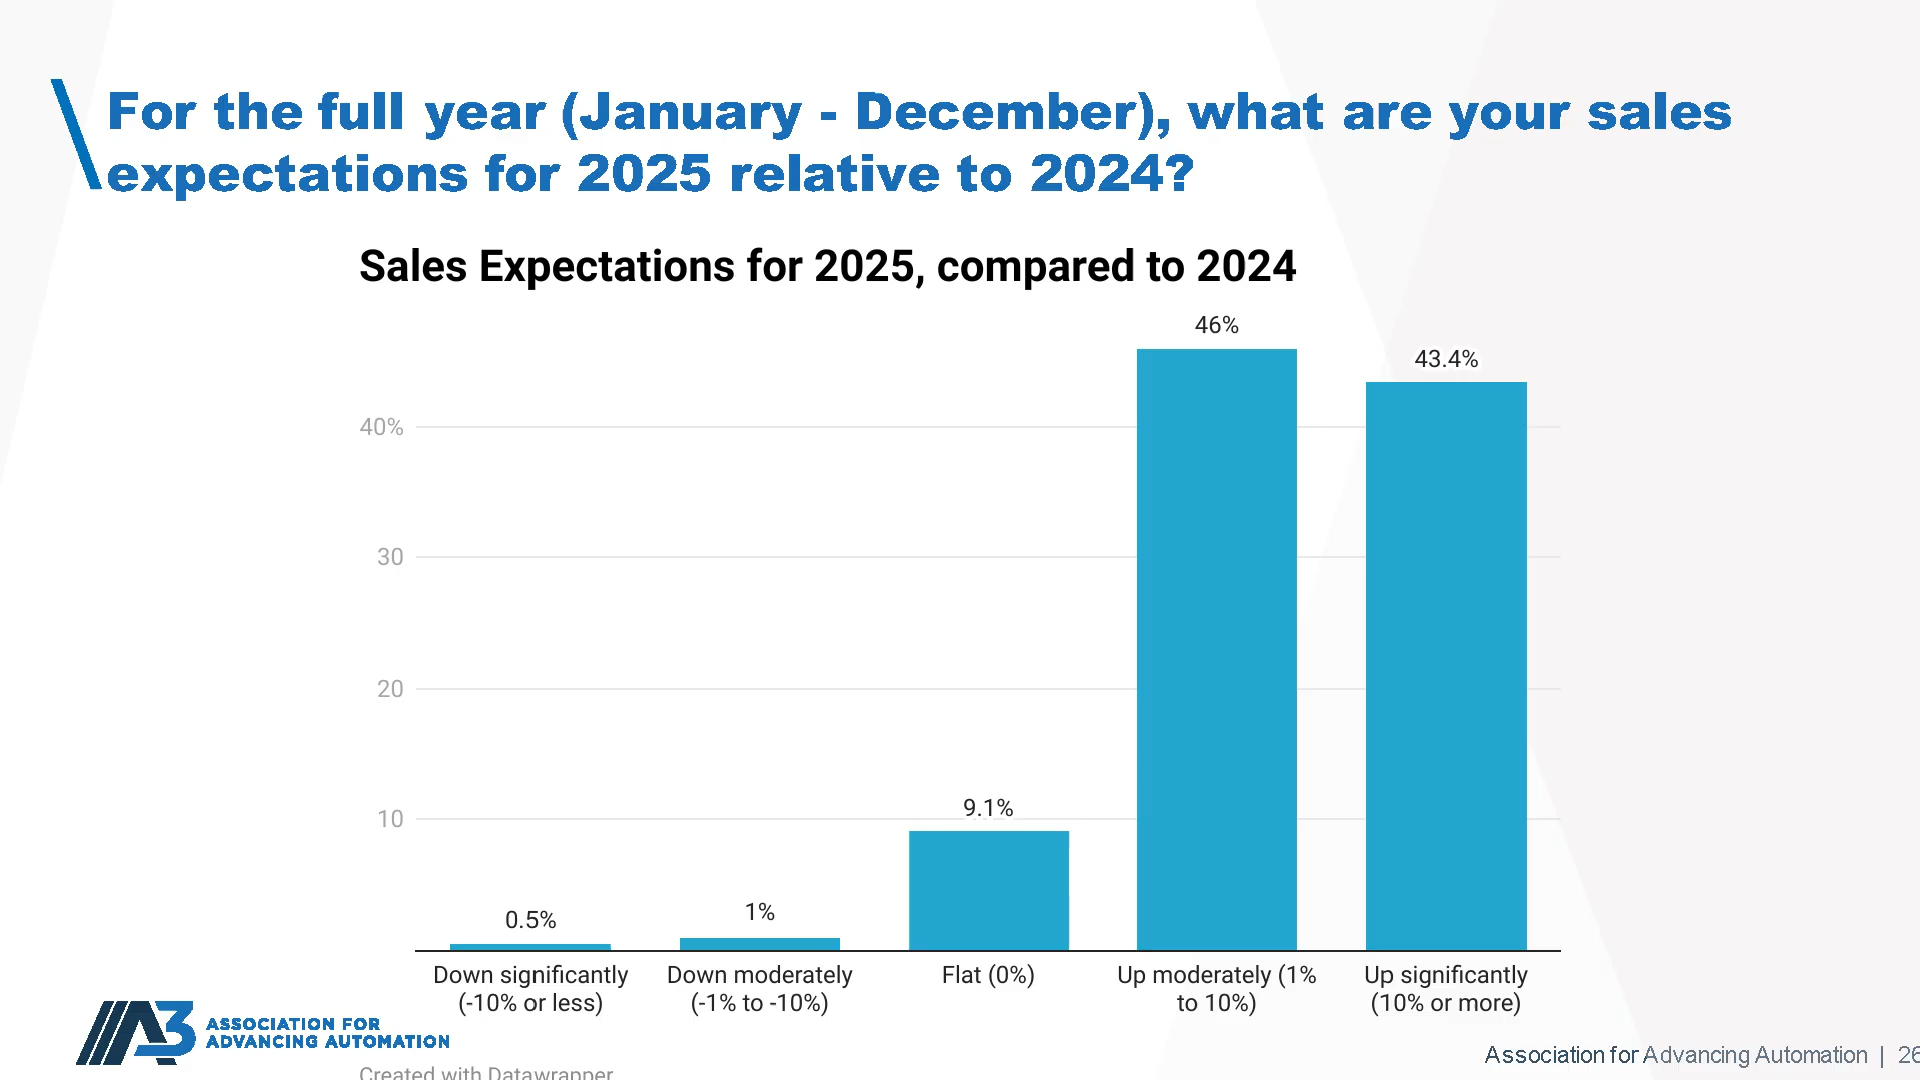 For the full year (January - December), what are your sales
expectations for 2025 relative to 2024?
Sales Expectations for 2025, compared to 2024
46%
43.4%
40%
30
20
9.1%
10
1%
0.5%
Down significantly
(-10% or less)
Down moderately
(-1% to -10%)
Flat (0%)
Up moderately (1%
to 10%)
Up significantly
(10% or more)
A3
ASSOCIATION FOR
ADVANCING AUTOMATION
Created with Datawrapper
Association for Advancing Automation | 26